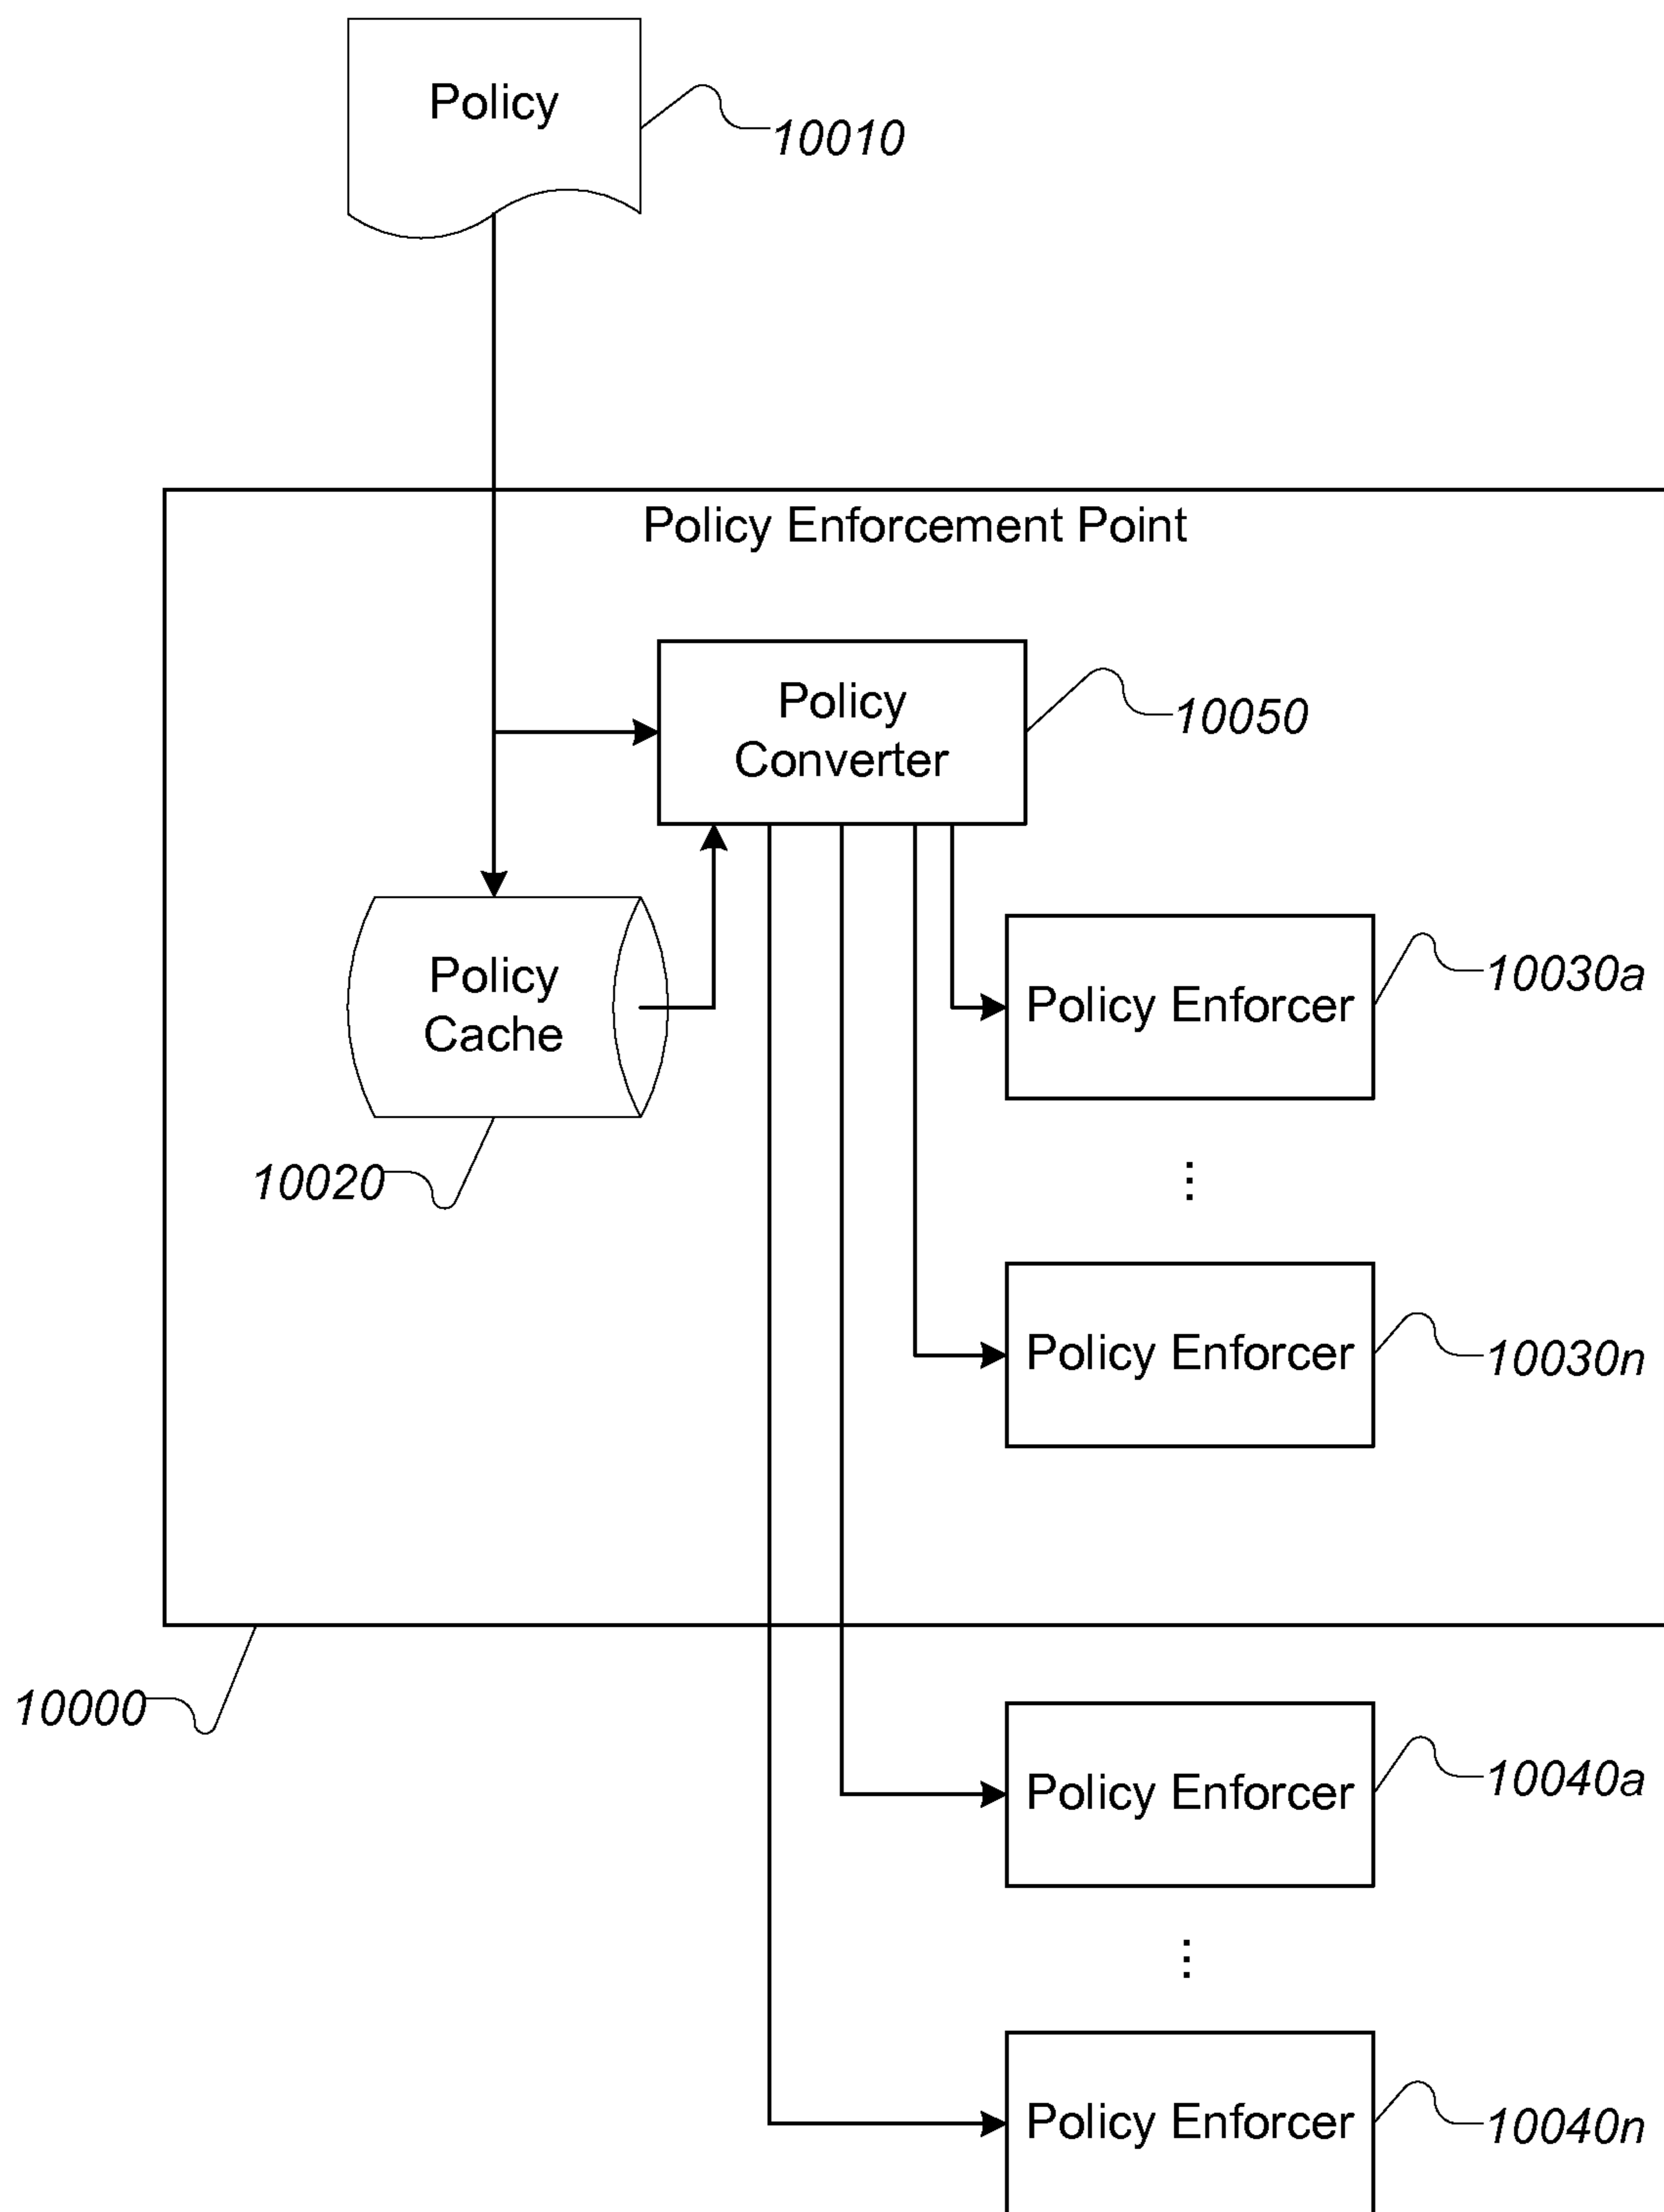 Policy
10010
Policy Enforcement Point
Policy
Converter
10050
Policy
Cache
10020
Policy Enforcer
10030a
Policy Enforcer
10030n
10000
Policy Enforcer
10040a
Policy Enforcer
10040n